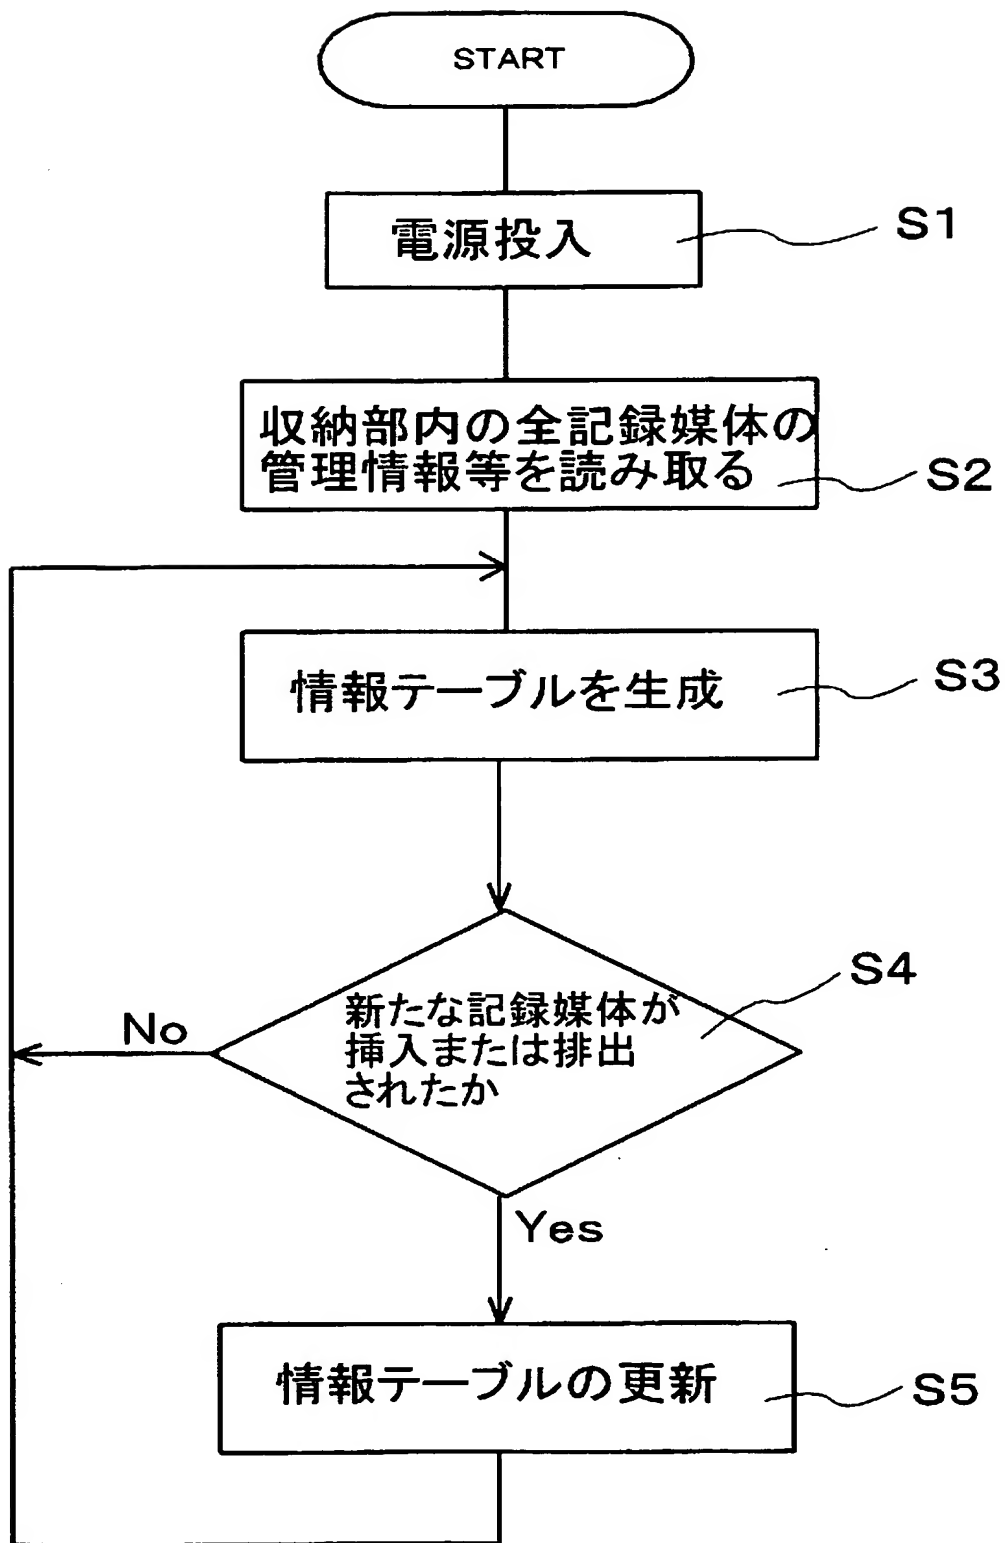 START
電源投入
S1
収納部内の全記録媒体の
管理情報等を読み取る
S2
情報テーブルを生成
S3
新たな記録媒体が
挿入または排出
されたか
S4
No
Yes
情報テーブルの更新
S5